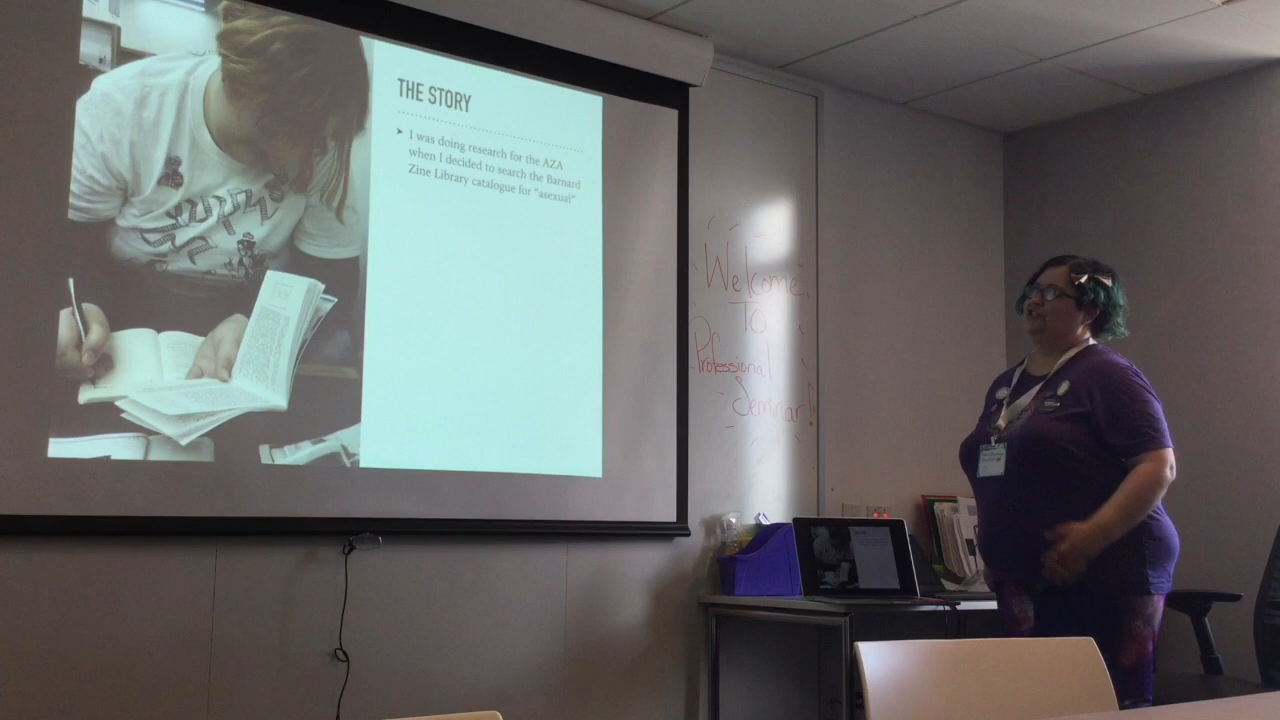 THE STORY
➤ I was doing research for the AZA
when I decided to search the Barnard
Zine Library catalogue for "asexual"
Welcome
To
Professional
Seminar!